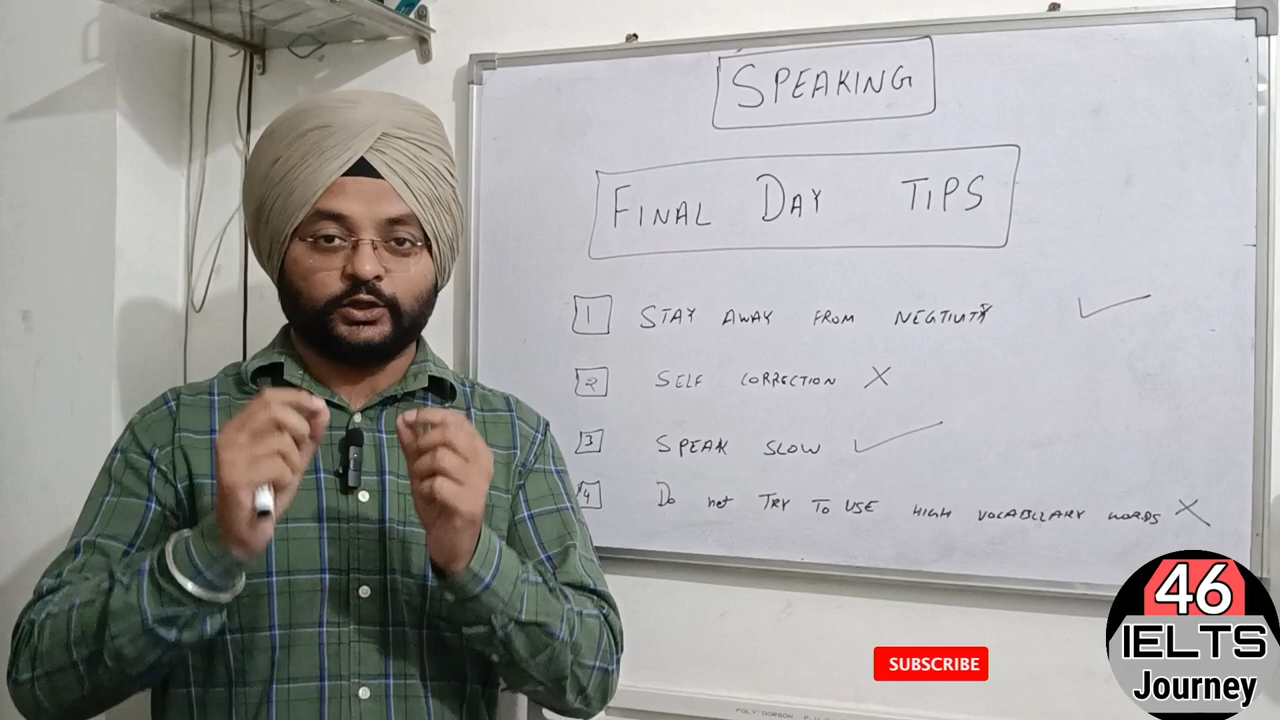 SPEAKING
FINAL DAY TIPS
1 STAY AWAY FROM NEGTIVITY ✓
2 SELF CORRECTION X
3 SPEAK SLOW ✓
4 Do not TRY TO USE HIGH VOCABLLARY WORDS X
SUBSCRIBE
46
IELTS
Journey